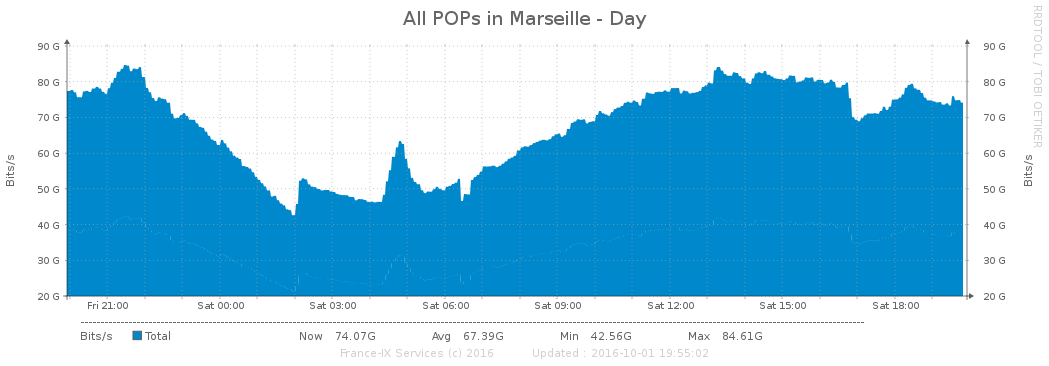 All POPs in Marseille - Day
RRDTOOL / TOBI OETIKER
Bits/s
90 G 90 G
80 G 80 G
70 G 70 G
60 G 60 G
50 G 50 G
40 G 40 G
30 G 30 G
20 G 20 G
Bits/s
Fri 21:00 Sat 00:00 Sat 03:00 Sat 06:00 Sat 09:00 Sat 12:00 Sat 15:00 Sat 18:00
Bits/s Total Now 74.07G Avg 67.39G Min 42.56G Max 84.61G
France-IX Services (c) 2016 Updated : 2016-10-01 19:55:02